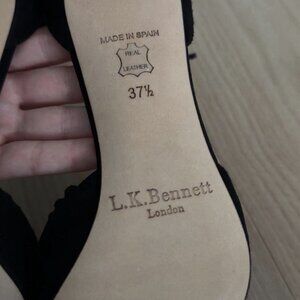 MADE IN SPAIN
REAL
LEATHER
37½
L.K.Bennett
London